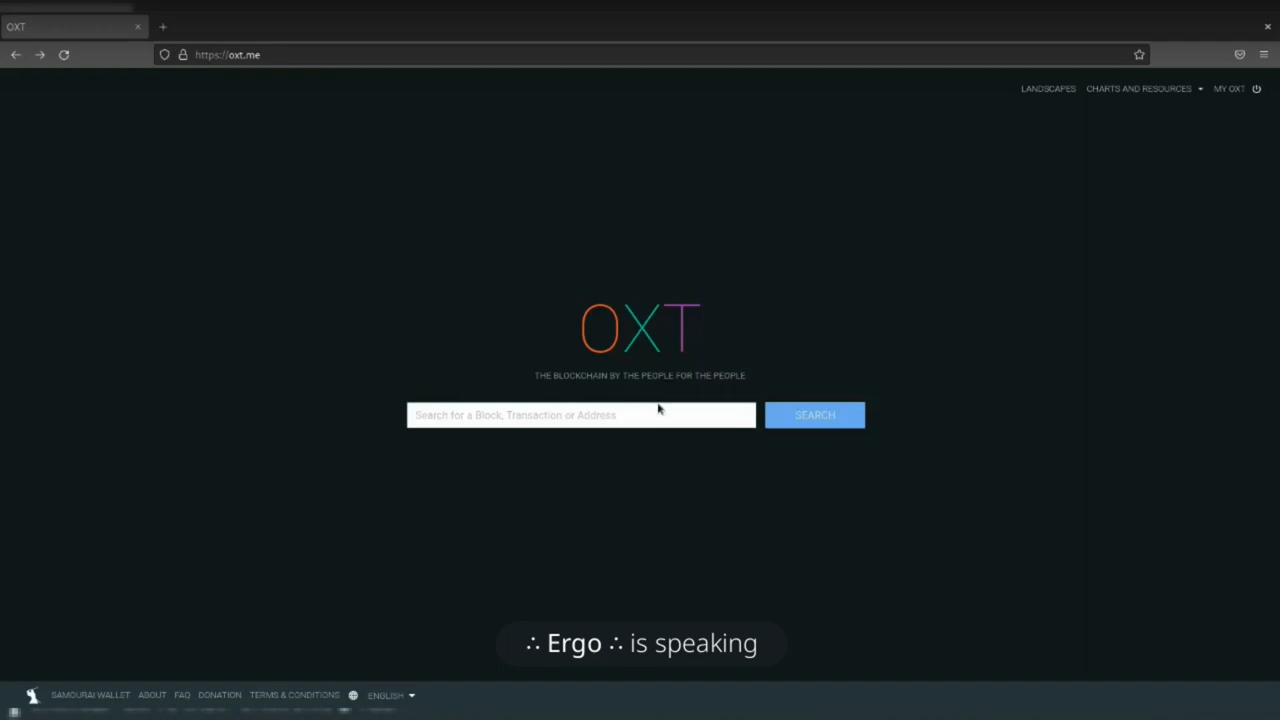 OXT
https://oxt.me
LANDSCAPES CHARTS AND RESOURCES MY OXT
OXT
THE BLOCKCHAIN BY THE PEOPLE FOR THE PEOPLE
Search for a Block, Transaction or Address SEARCH
∴ Ergo ∴ is speaking
SAMOURAI WALLET ABOUT FAQ DONATION TERMS & CONDITIONS ENGLISH